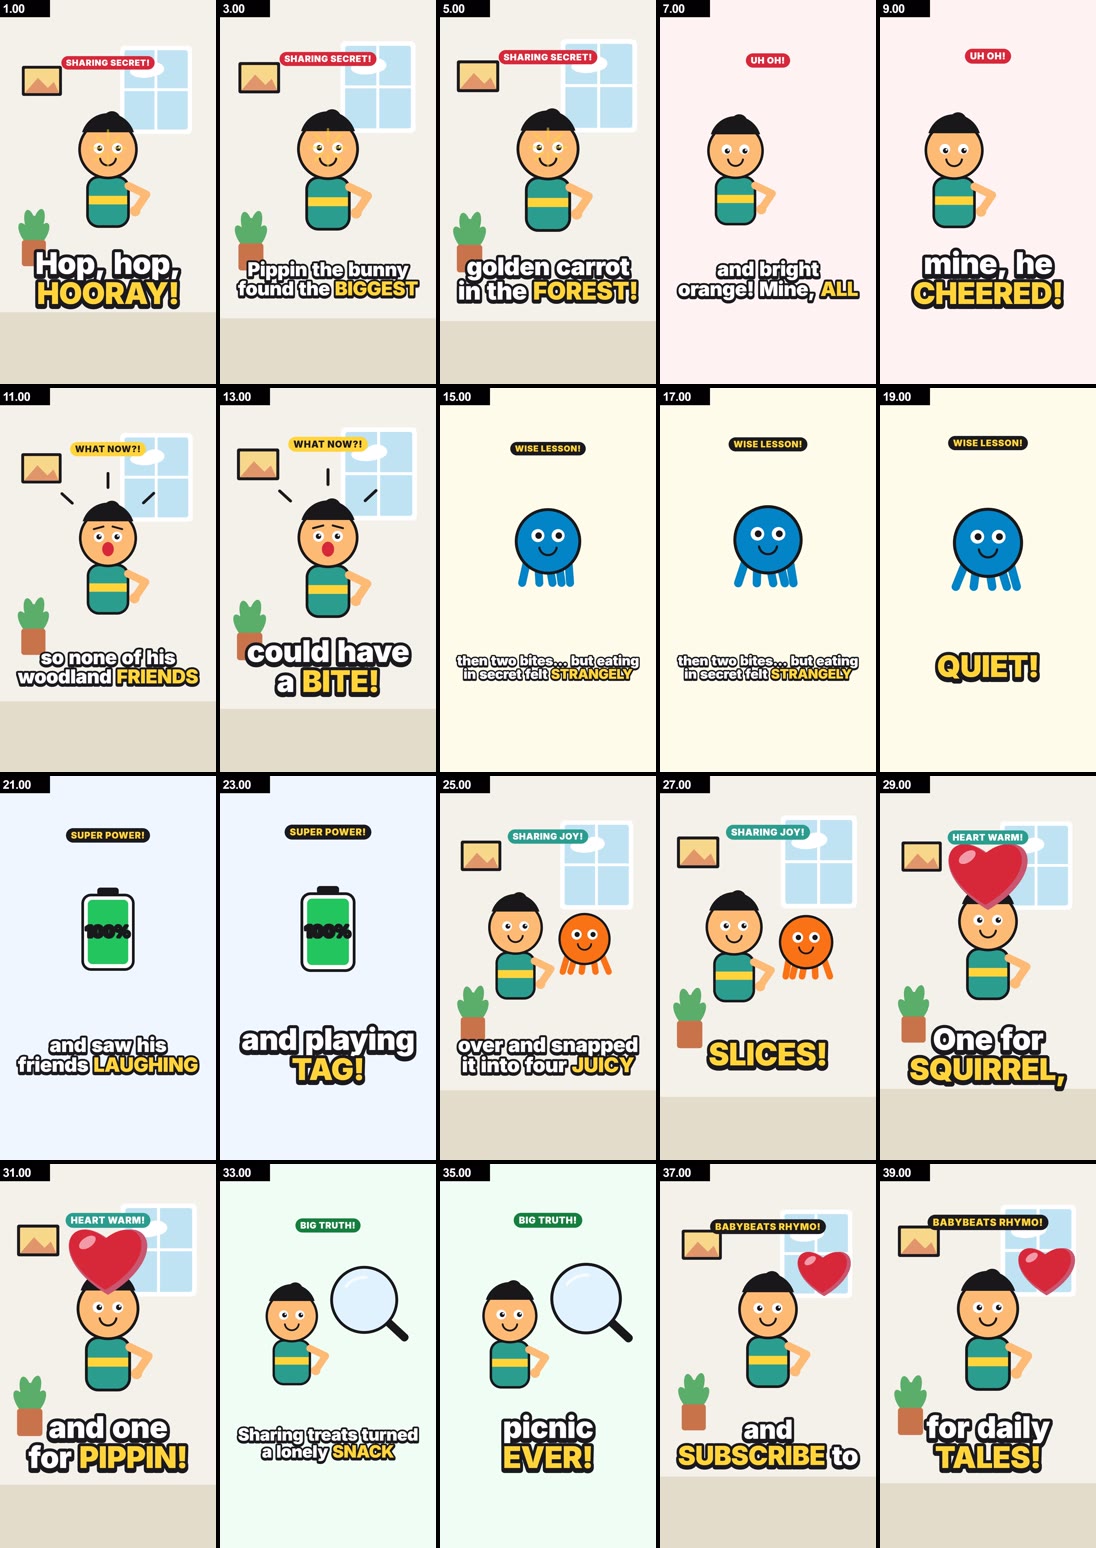 1.00
SHARING SECRET!
Hop, hop,
HOORAY!
3.00
SHARING SECRET!
Pippin the bunny
found the BIGGEST
5.00
SHARING SECRET!
golden carrot
in the FOREST!
7.00
UH OH!
and bright
orange! Mine, ALL
9.00
UH OH!
mine, he
CHEERED!
11.00
WHAT NOW?!
so none of his
woodland FRIENDS
13.00
WHAT NOW?!
could have
a BITE!
15.00
WISE LESSON!
then two bites... but eating
in secret felt STRANGELY
17.00
WISE LESSON!
then two bites... but eating
in secret felt STRANGELY
19.00
WISE LESSON!
QUIET!
21.00
SUPER POWER!
100%
and saw his
friends LAUGHING
23.00
SUPER POWER!
100%
and playing
TAG!
25.00
SHARING JOY!
over and snapped
it into four JUICY
27.00
SHARING JOY!
SLICES!
29.00
HEART WARM!
One for
SQUIRREL,
31.00
HEART WARM!
and one
for PIPPIN!
33.00
BIG TRUTH!
Sharing treats turned
a lonely SNACK
35.00
BIG TRUTH!
picnic
EVER!
37.00
BABYBEATS RHYMO!
and
SUBSCRIBE to
39.00
BABYBEATS RHYMO!
for daily
TALES!